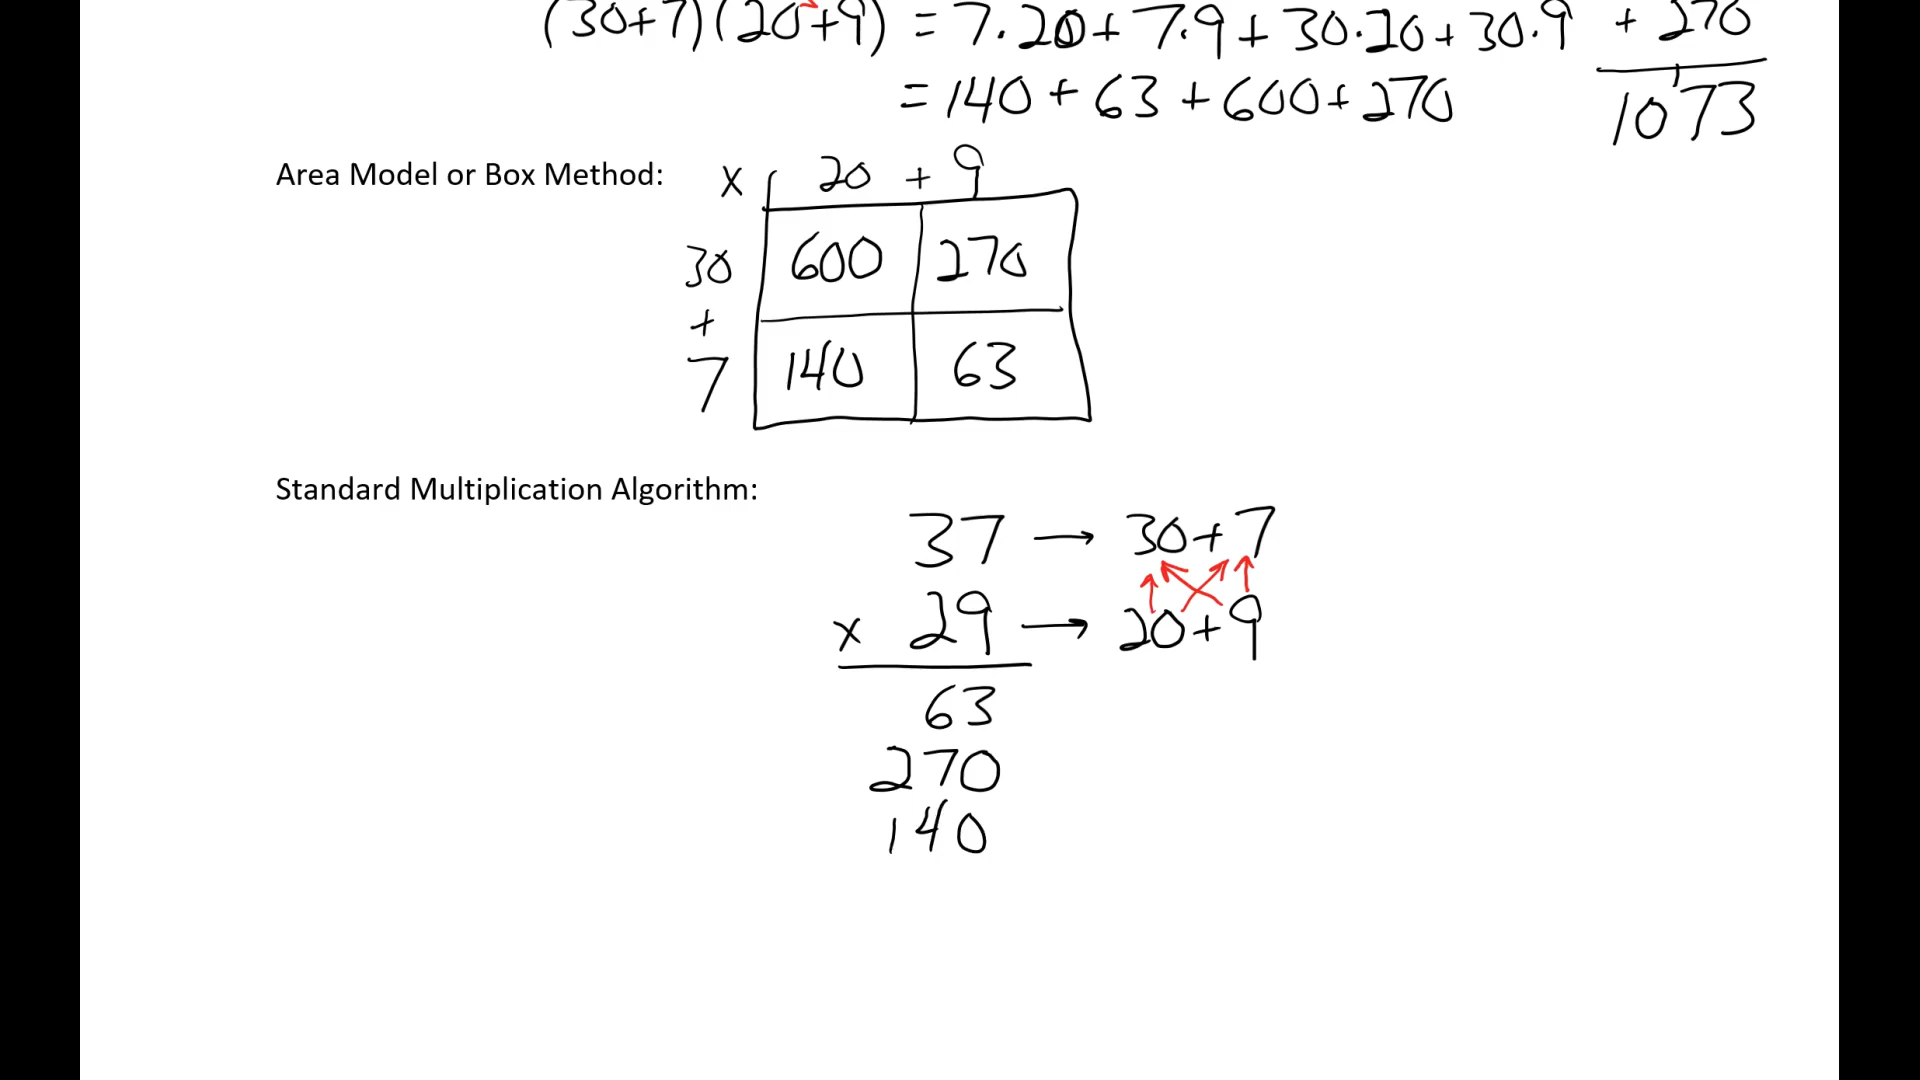 (30+7)(20+9) = 7·20 + 7·9 + 30·20 + 30·9
+ 270
= 140 + 63 + 600 + 270
1
1073
Area Model or Box Method:
x 20 + 9
30 600 270
+
7 140 63
Standard Multiplication Algorithm:
37 → 30+7
x 29 → 20+9
63
270
140